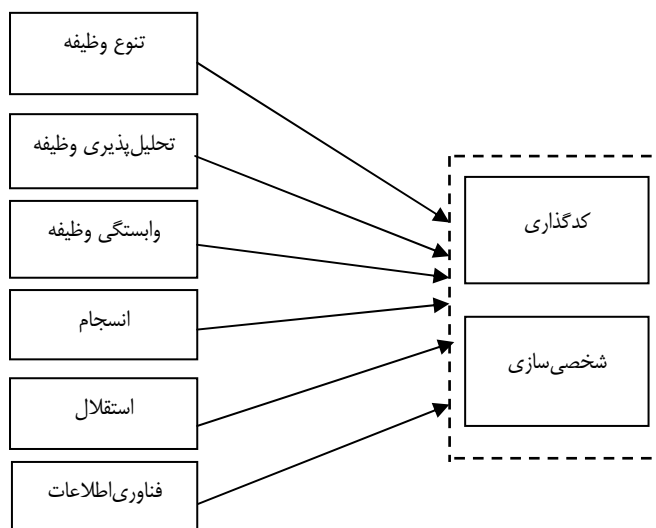 تنوع وظیفه
تحلیل‌پذیری وظیفه
وابستگی وظیفه
انسجام
استقلال
فناوری‌اطلاعات
کدگذاری
شخصی‌سازی